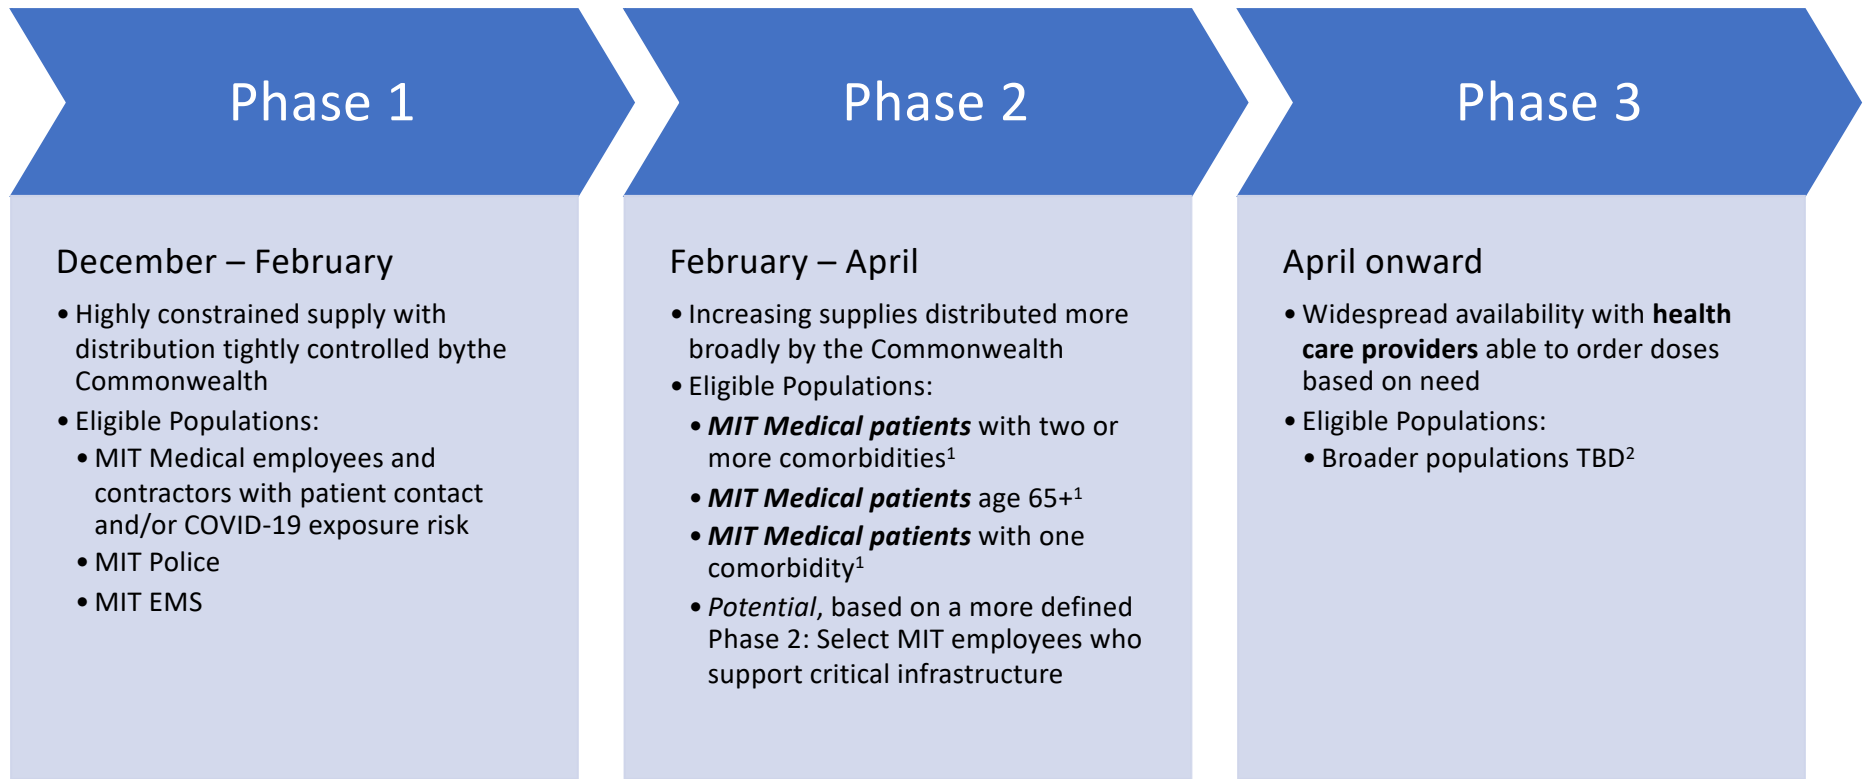 Phase 1
December – February
• Highly constrained supply with
distribution tightly controlled bythe
Commonwealth
• Eligible Populations:
• MIT Medical employees and
contractors with patient contact
and/or COVID-19 exposure risk
• MIT Police
• MIT EMS
Phase 2
February – April
• Increasing supplies distributed more
broadly by the Commonwealth
• Eligible Populations:
• MIT Medical patients with two or
more comorbidities¹
• MIT Medical patients age 65+¹
• MIT Medical patients with one
comorbidity¹
• Potential, based on a more defined
Phase 2: Select MIT employees who
support critical infrastructure
Phase 3
April onward
• Widespread availability with health
care providers able to order doses
based on need
• Eligible Populations:
• Broader populations TBD²